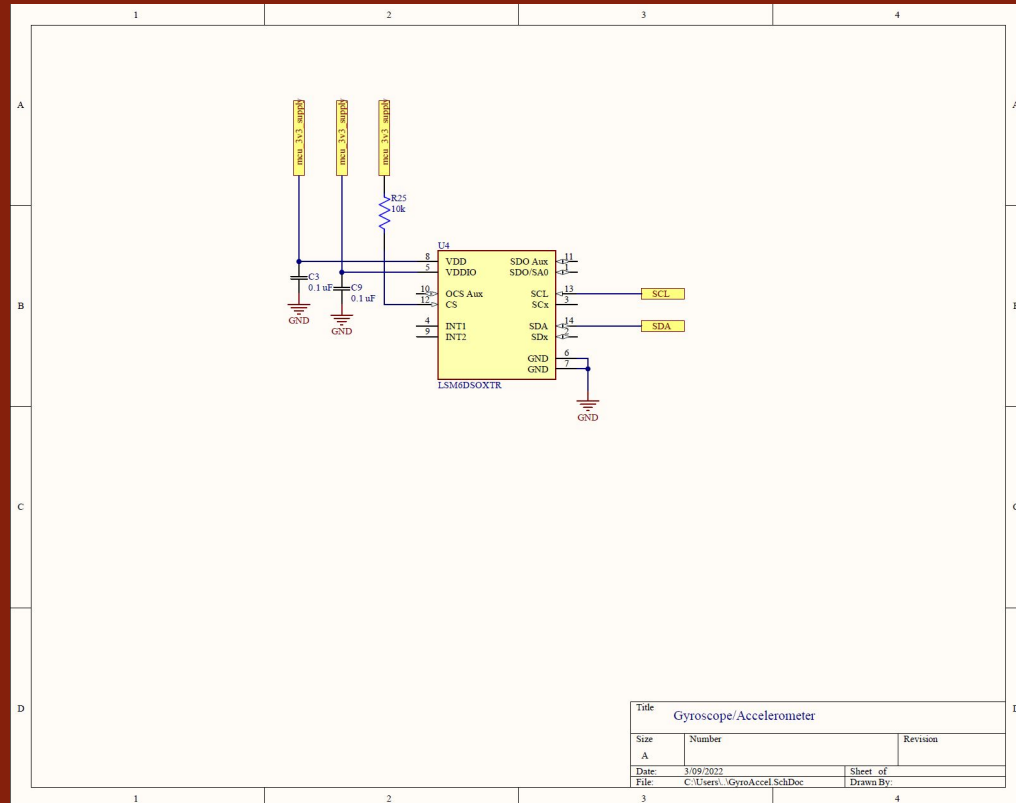 1 2 3 4
A A
mcu_3v3_supply
mcu_3v3_supply
mcu_3v3_supply
R25
10k
U4
8 VDD SDO Aux 11
5 VDDIO SDO/SA0 1
C3
0.1 uF
C9
0.1 uF
10 OCS Aux SCL 13 SCL
12 CS SCx 3
B
GND
GND
4 INT1 SDA 14 SDA
9 INT2 SDx 2
GND 6
GND 7
LSM6DSOXTR
GND
C
D
Title
Gyroscope/Accelerometer
Size Number Revision
A
Date: 3/09/2022 Sheet of
File: C:\Users\..\GyroAccel.SchDoc Drawn By:
1 2 3 4